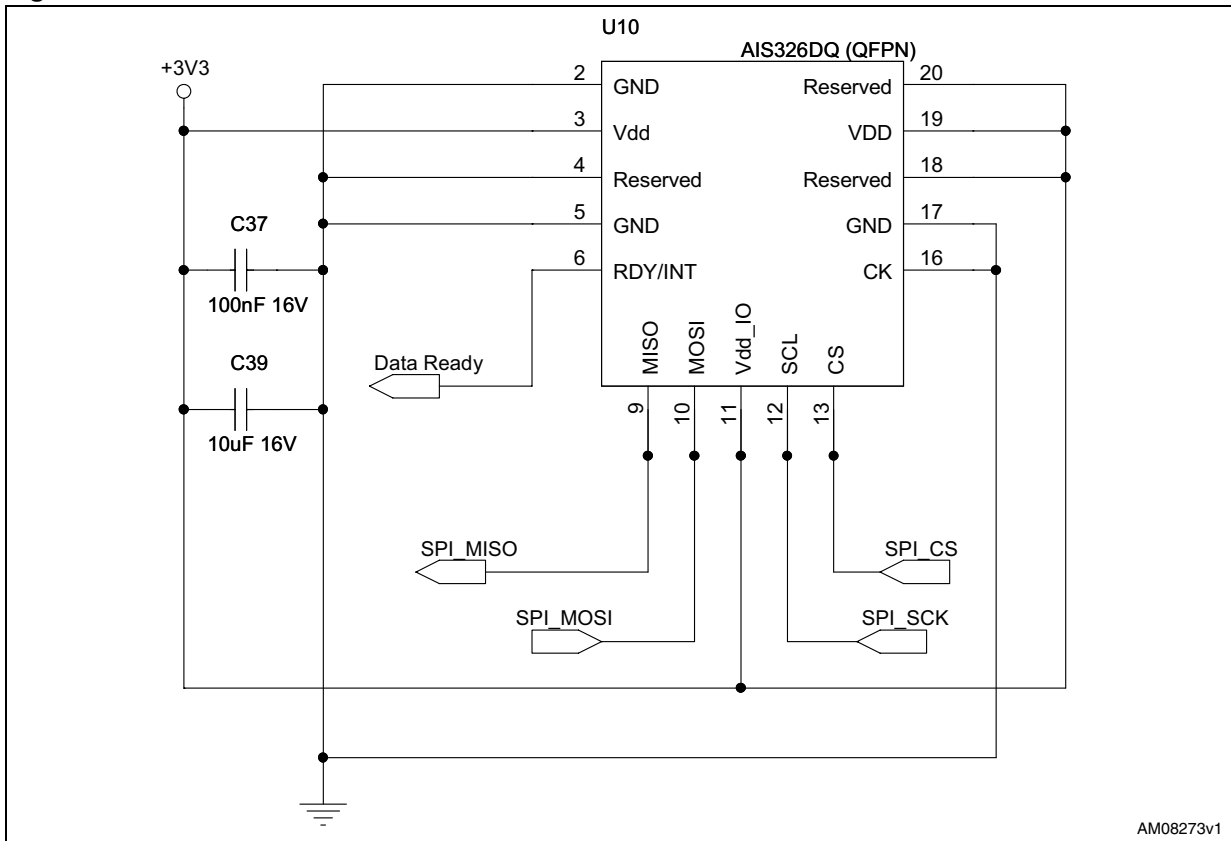 U10
AIS326DQ (QFPN)
+3V3
2
GND
Reserved
20
3
Vdd
VDD
19
4
Reserved
Reserved
18
5
GND
GND
17
6
RDY/INT
CK
16
C37
100nF 16V
MISO
MOSI
Vdd_IO
SCL
CS
Data Ready
C39
10uF 16V
9
10
11
12
13
SPI_MISO
SPI_CS
SPI_MOSI
SPI_SCK
AM08273v1